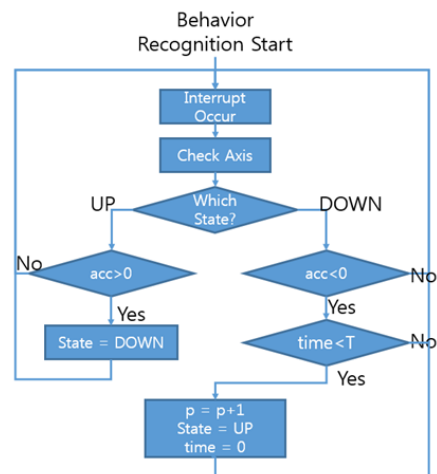 Behavior
Recognition Start
Interrupt
Occur
Check Axis
Which
State?
UP
DOWN
acc>0
No
Yes
State = DOWN
acc<0
No
Yes
time<T
No
Yes
p = p+1
State = UP
time = 0